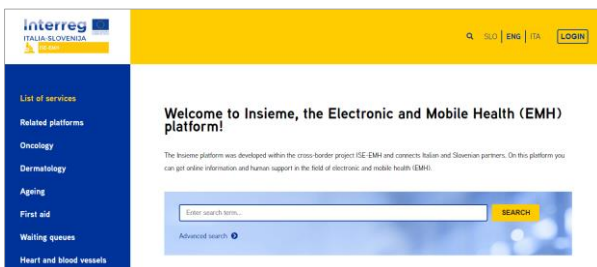 Interreg
ITALIA-SLOVENIJA
ISE-EMH
SLO | ENG | ITA
LOGIN
List of services
Related platforms
Oncology
Dermatology
Ageing
First aid
Waiting queues
Heart and blood vessels
Welcome to Insieme, the Electronic and Mobile Health (EMH)
platform!
The Insieme platform was developed within the cross-border project ISE-EMH and connects Italian and Slovenian partners. On this platform you
can get online information and human support in the field of electronic and mobile health (EMH).
Enter search term...
SEARCH
Advanced search